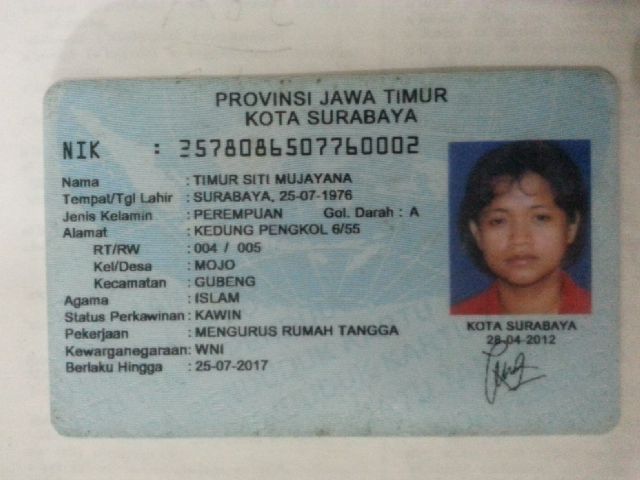 PROVINSI JAWA TIMUR
KOTA SURABAYA
NIK : 3578086507760002
Nama : TIMUR SITI MUJAYANA
Tempat/Tgl Lahir : SURABAYA, 25-07-1976
Jenis Kelamin : PEREMPUAN Gol. Darah : A
Alamat : KEDUNG PENGKOL 6/55
RT/RW : 004 / 005
Kel/Desa : MOJO
Kecamatan : GUBENG
Agama : ISLAM
Status Perkawinan : KAWIN
Pekerjaan : MENGURUS RUMAH TANGGA
Kewarganegaraan : WNI
Berlaku Hingga : 25-07-2017
KOTA SURABAYA
28-04-2012